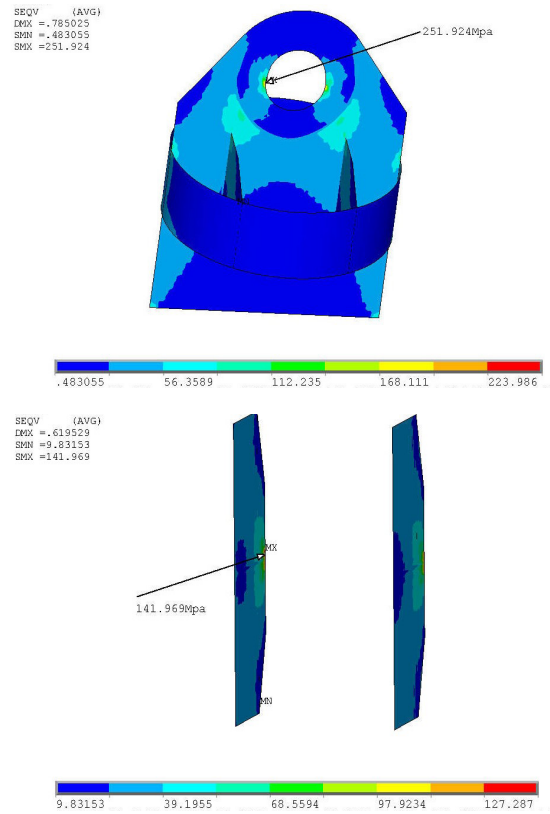 SEQV (AVG)
DMX =.785025
SMN =.483055
SMX =251.924
251.924Mpa
.483055 56.3589 112.235 168.111 223.986
SEQV (AVG)
DMX =.619529
SMN =9.83153
SMX =141.969
MX
141.969Mpa
MN
9.83153 39.1955 68.5594 97.9234 127.287